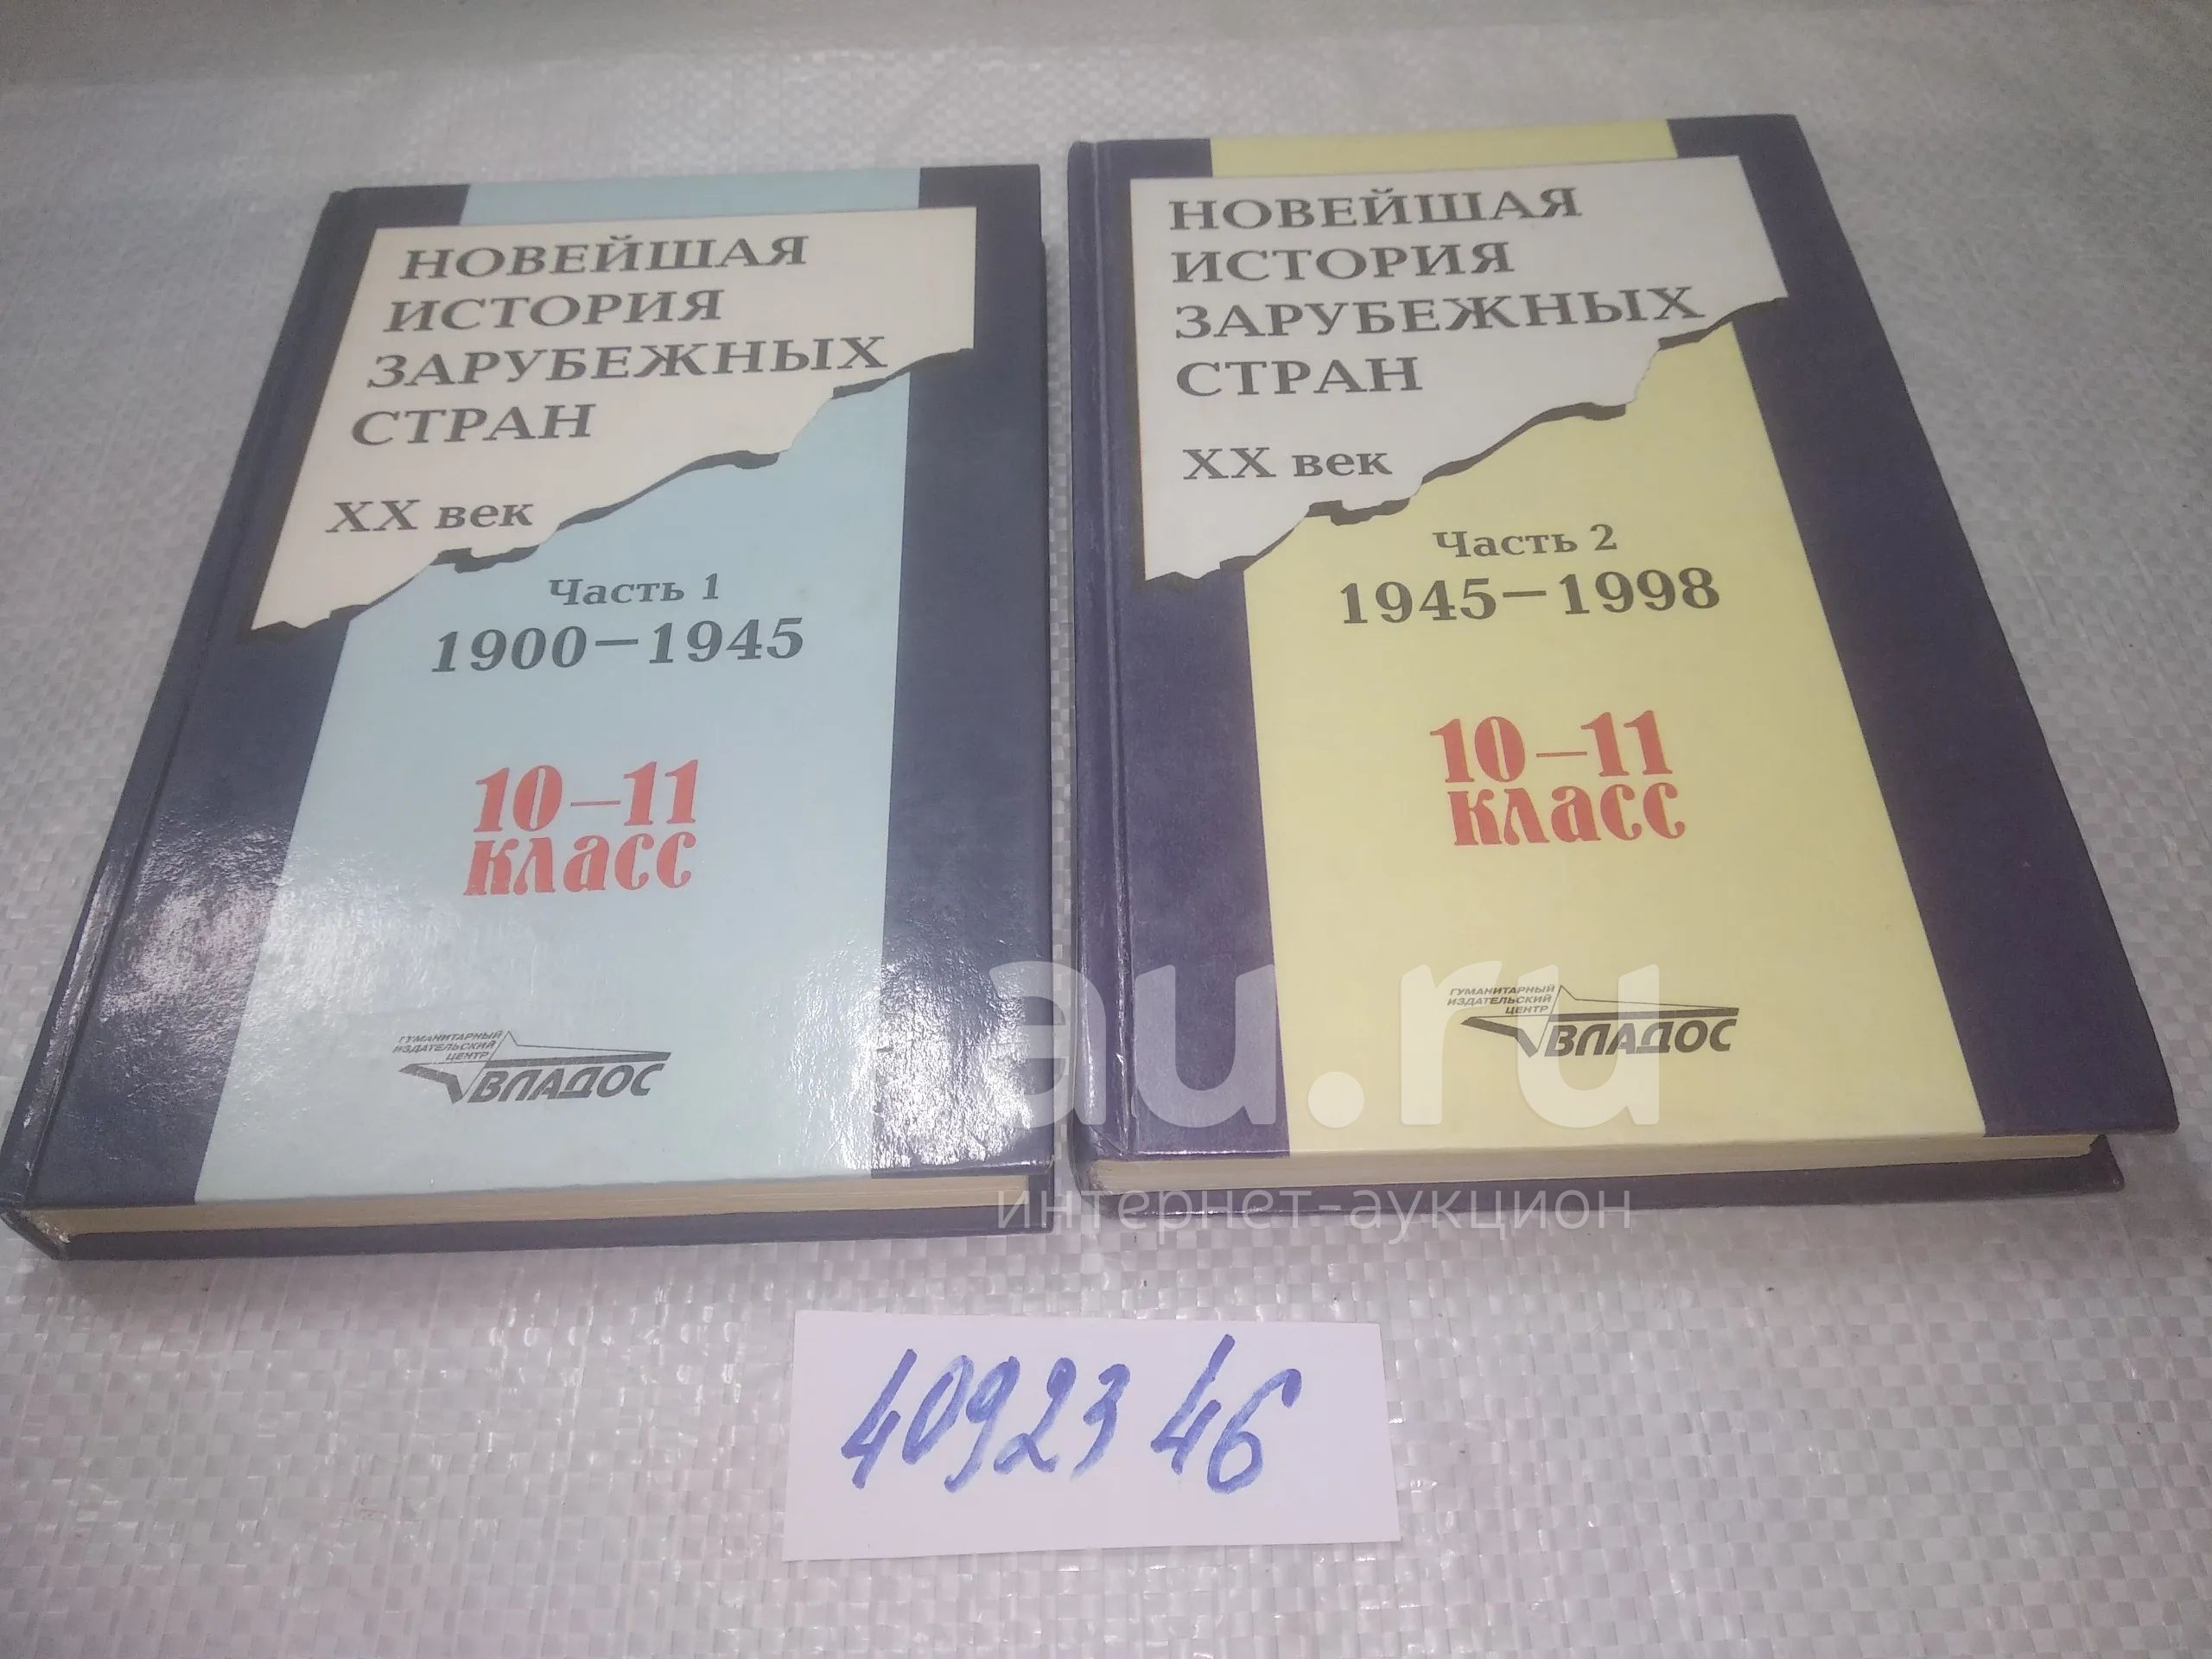 НОВЕЙШАЯ
ИСТОРИЯ
ЗАРУБЕЖНЫХ
СТРАН
XX век
Часть 1
1900–1945
10–11
класс
ГУМАНИТАРНЫЙ
ИЗДАТЕЛЬСКИЙ
ЦЕНТР
ВЛАДОС
НОВЕЙШАЯ
ИСТОРИЯ
ЗАРУБЕЖНЫХ
СТРАН
XX век
Часть 2
1945–1998
10–11
класс
ГУМАНИТАРНЫЙ
ИЗДАТЕЛЬСКИЙ
ЦЕНТР
ВЛАДОС
au.ru
интернет-аукцион
40923 46